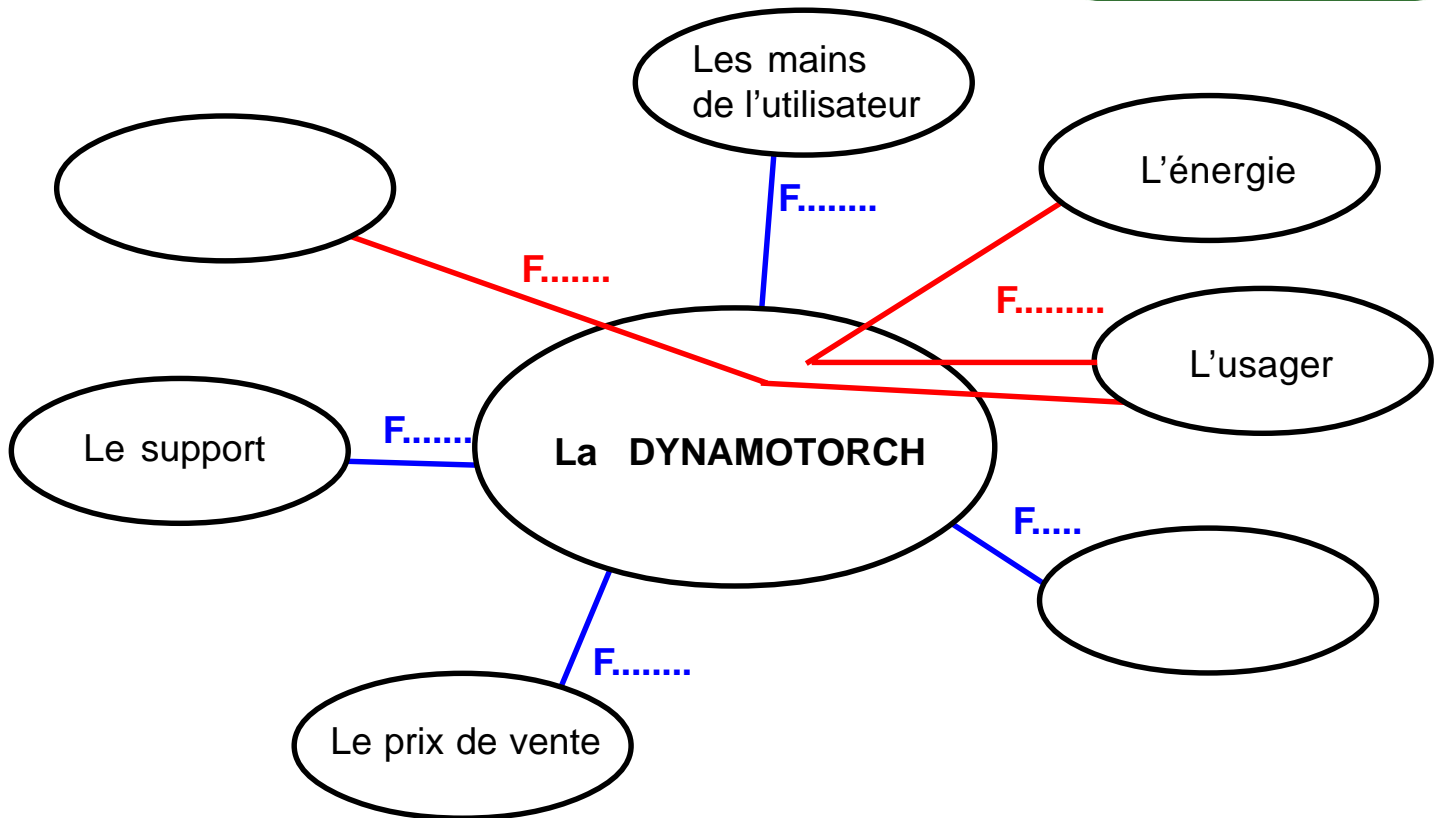 Les mains
de l'utilisateur
L'énergie
F........
F.......
F.........
L'usager
Le support
F.......
La DYNAMOTORCH
F.....
F........
Le prix de vente